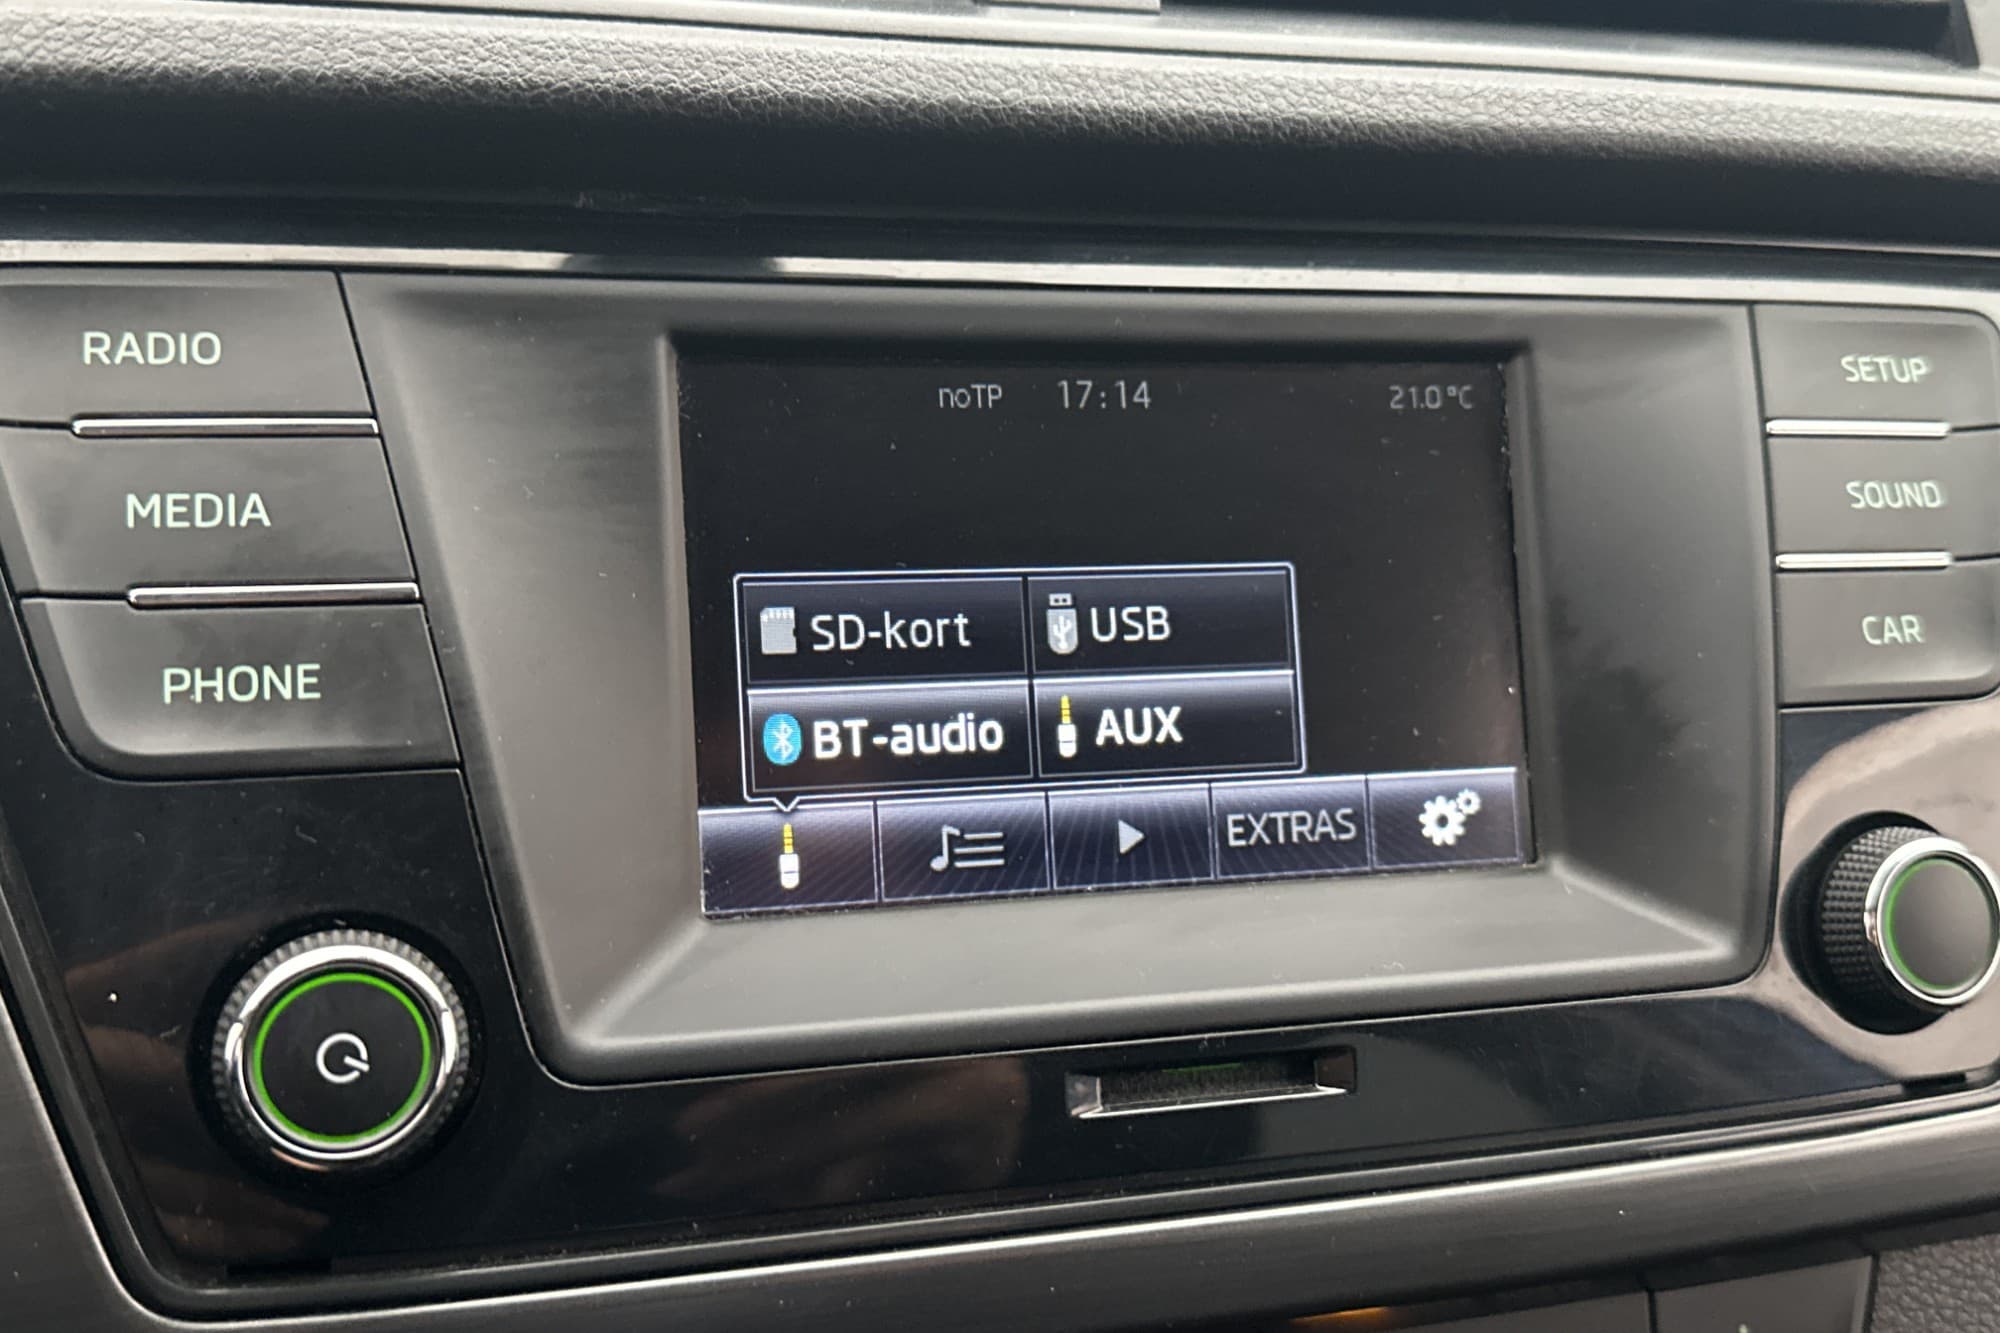 RADIO
MEDIA
PHONE
noTP 17:14 21.0°C
SD-kort USB
BT-audio AUX
EXTRAS
SETUP
SOUND
CAR